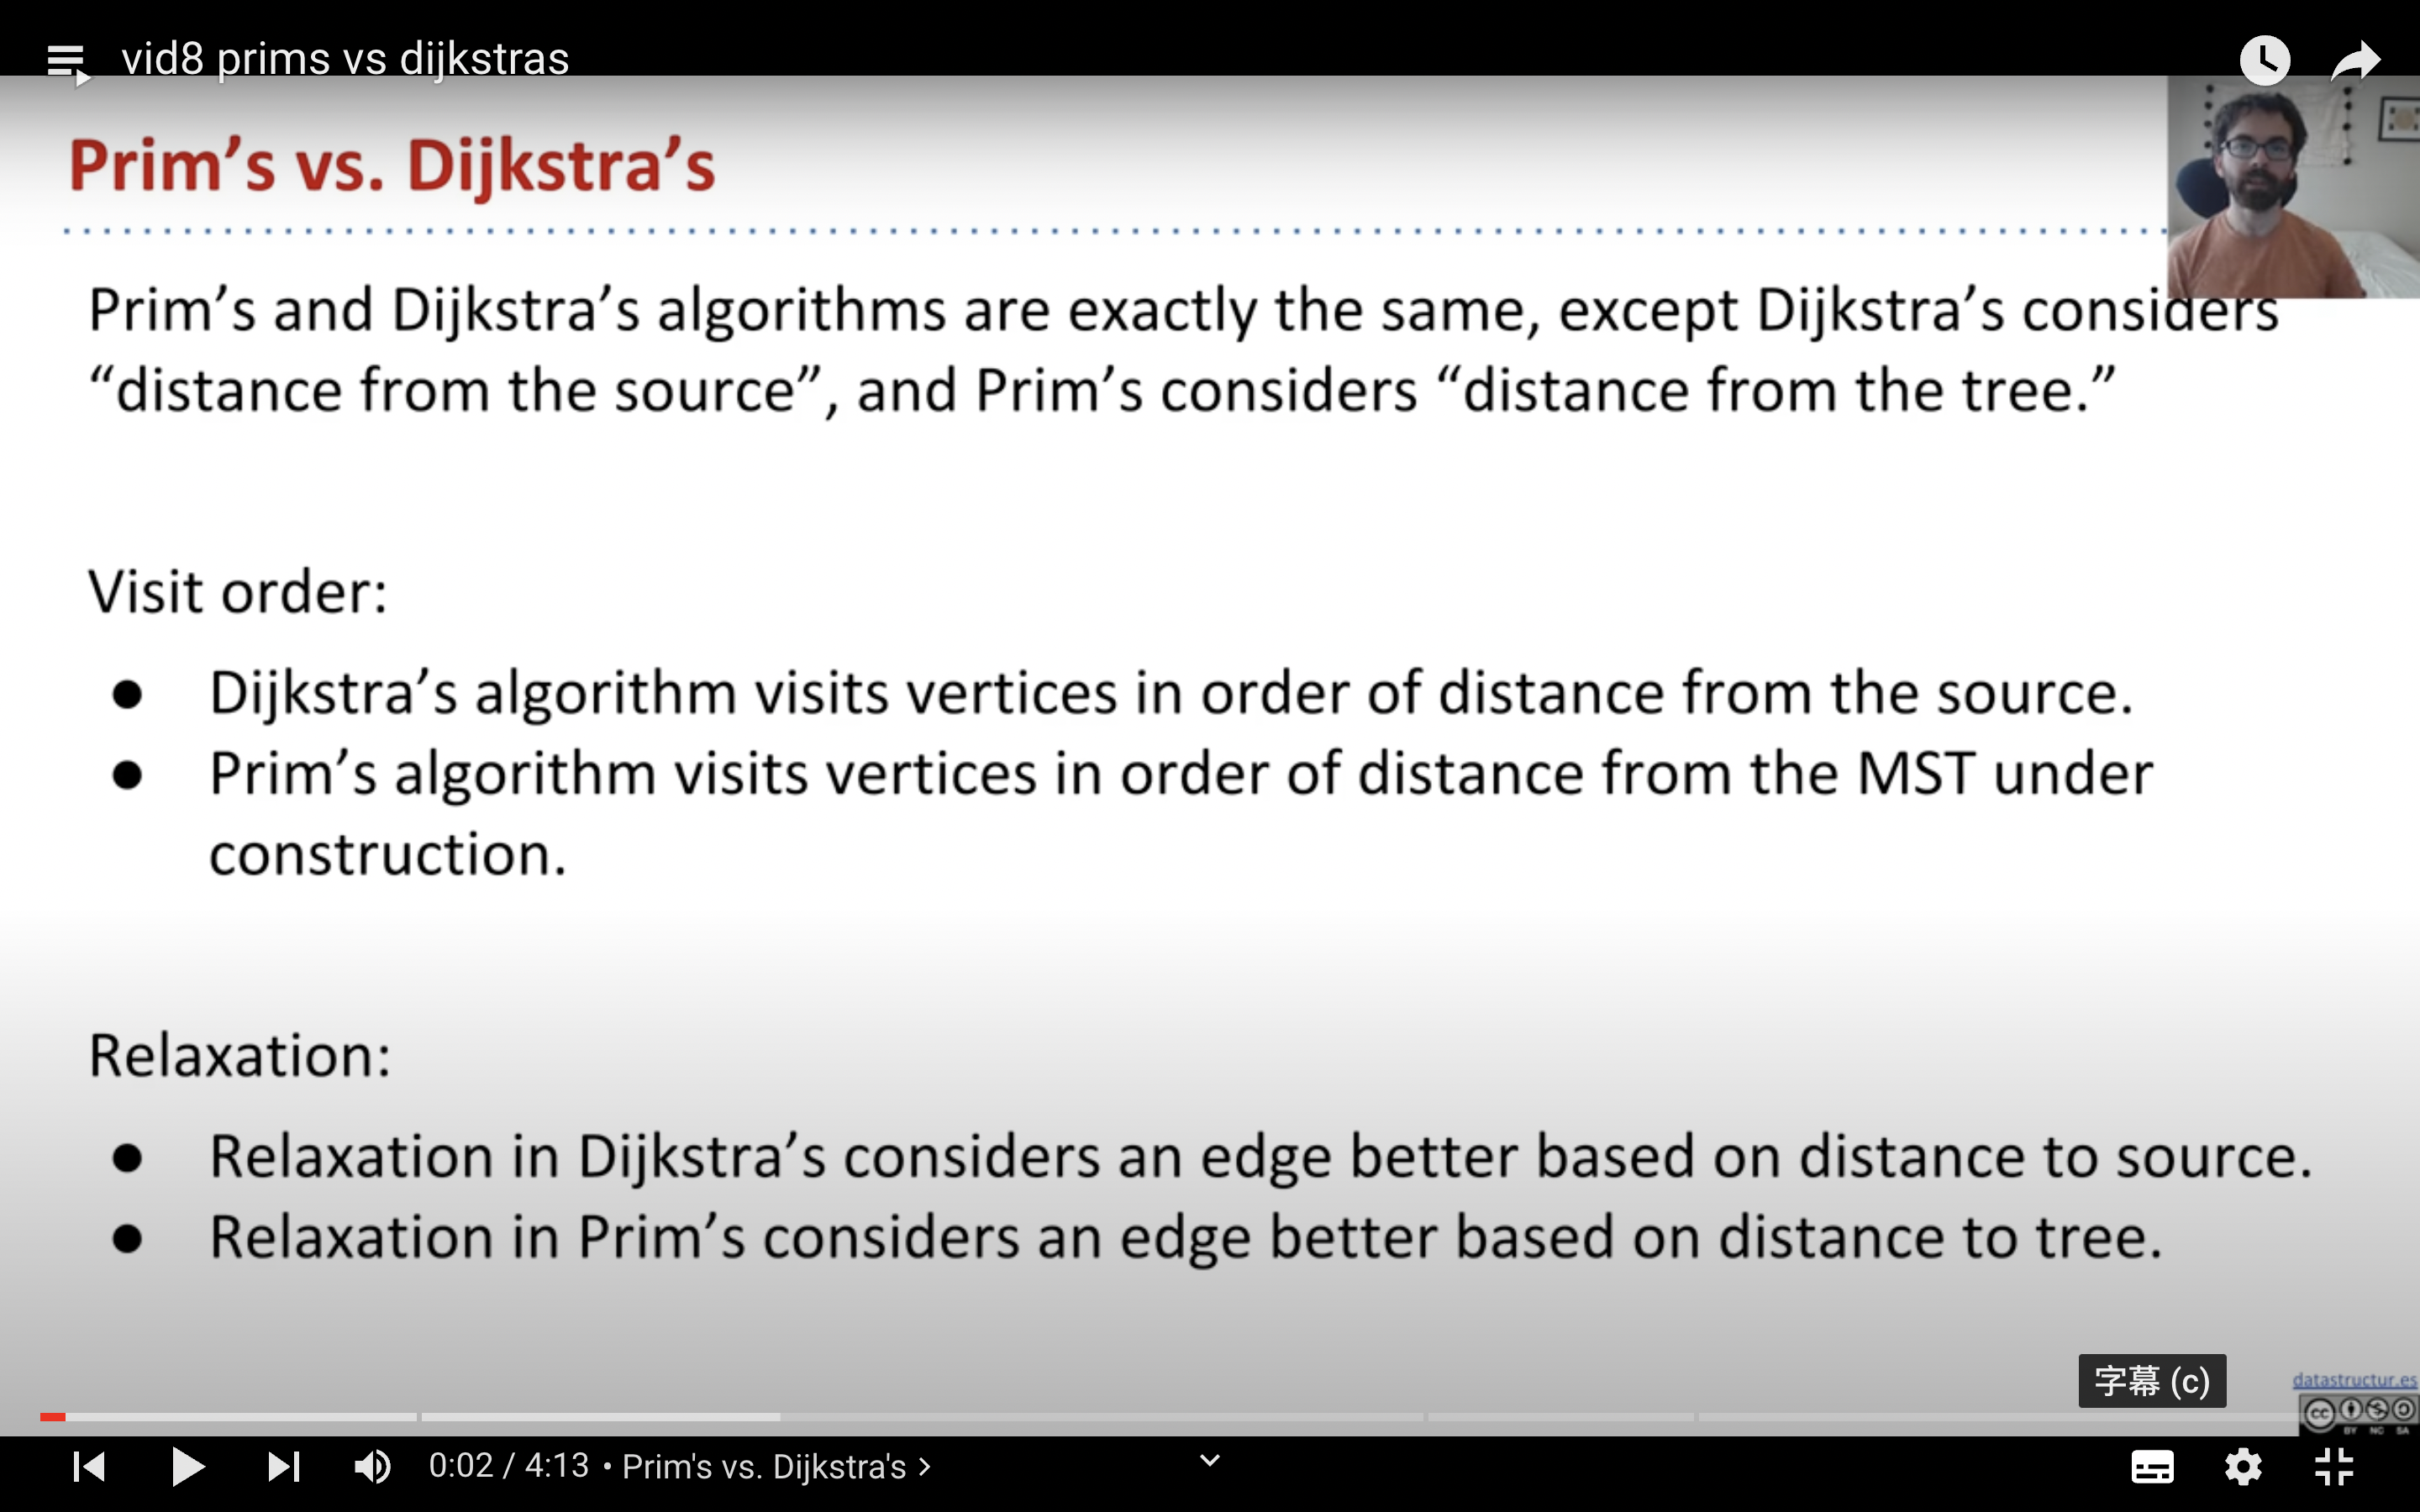 vid8 prims vs dijkstras
Prim’s vs. Dijkstra’s
Prim’s and Dijkstra’s algorithms are exactly the same, except Dijkstra’s considers
“distance from the source”, and Prim’s considers “distance from the tree.”
Visit order:
● Dijkstra’s algorithm visits vertices in order of distance from the source.
● Prim’s algorithm visits vertices in order of distance from the MST under
construction.
Relaxation:
● Relaxation in Dijkstra’s considers an edge better based on distance to source.
● Relaxation in Prim’s considers an edge better based on distance to tree.
字幕 (c)
datastructur.es
cc
BY NC SA
0:02 / 4:13 • Prim's vs. Dijkstra's >